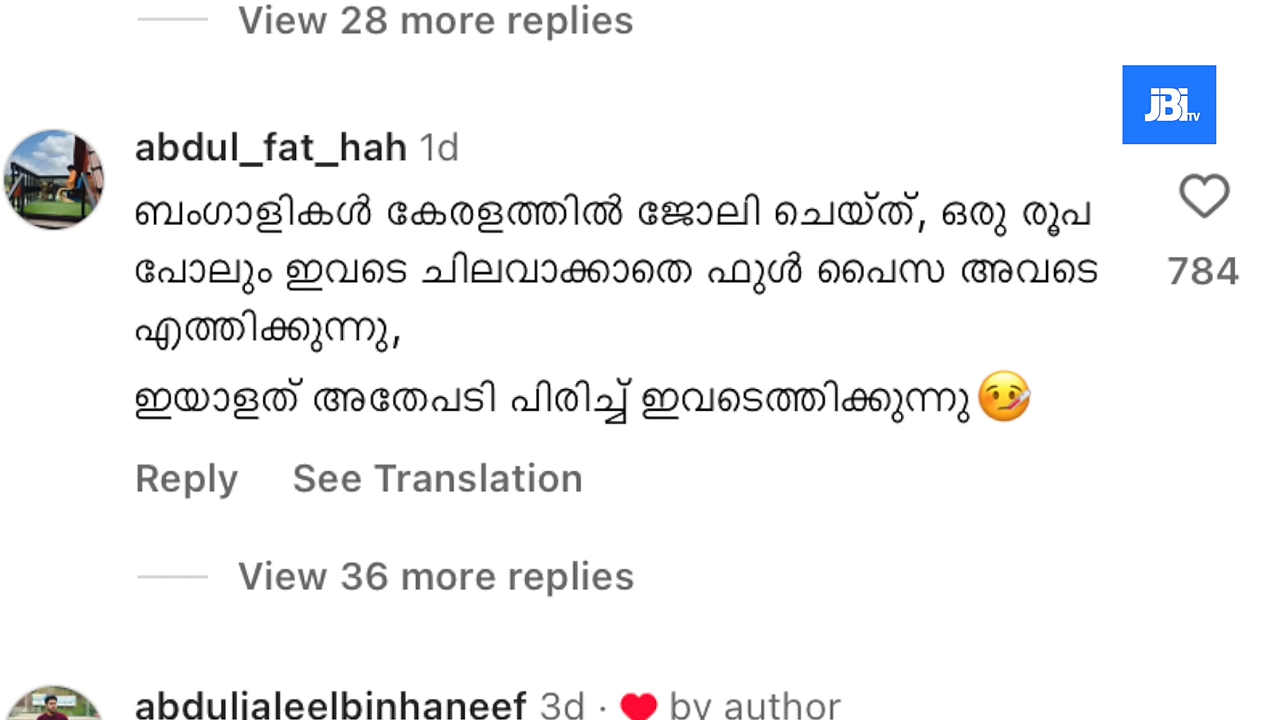 View 28 more replies
JBi TV
abdul_fat_hah 1d
ബംഗാളികൾ കേരളത്തിൽ ജോലി ചെയ്ത്, ഒരു രൂപ
പോലും ഇവടെ ചിലവാക്കാതെ ഫുൾ പൈസ അവടെ
എത്തിക്കുന്നു,
ഇയാളത് അതേപടി പിരിച്ച് ഇവടെത്തിക്കുന്നു🤒
784
Reply See Translation
View 36 more replies
abduljaleelbinhaneef 3d · ❤️ by author